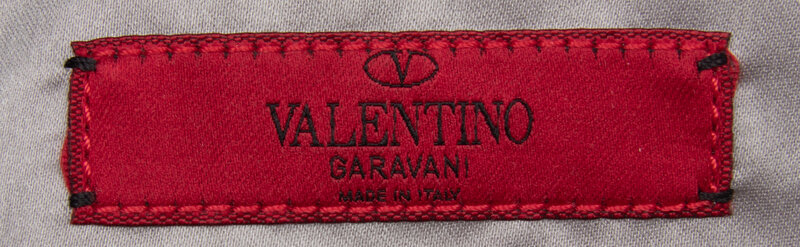 V
VALENTINO
GARAVANI
MADE IN ITALY